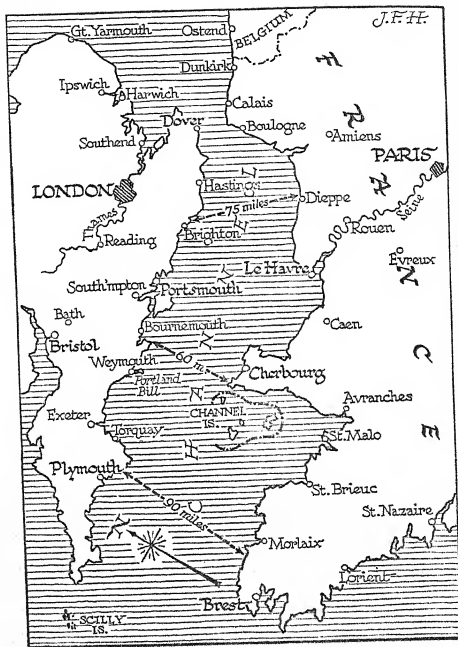 J.F.H.
Gt. Yarmouth
Ostend
BELGIUM
Dunkirk
FRANCE
Ipswich
Harwich
Calais
Dover
Boulogne
Amiens
Southend
PARIS
LONDON
Hastings
Dieppe
75 miles
Seine
Thames
Brighton
Rouen
Reading
Evreux
Le Havre
South'mpton
Portsmouth
Bath
Bournemouth
Caen
Bristol
60 m.
Weymouth
Cherbourg
Portland
Bill
CHANNEL
IS.
Avranches
Exeter
Torquay
St. Malo
Plymouth
CHANNEL
St. Brieuc
90 miles
St. Nazaire
N
Morlaix
Lorient
Brest
SCILLY
IS.